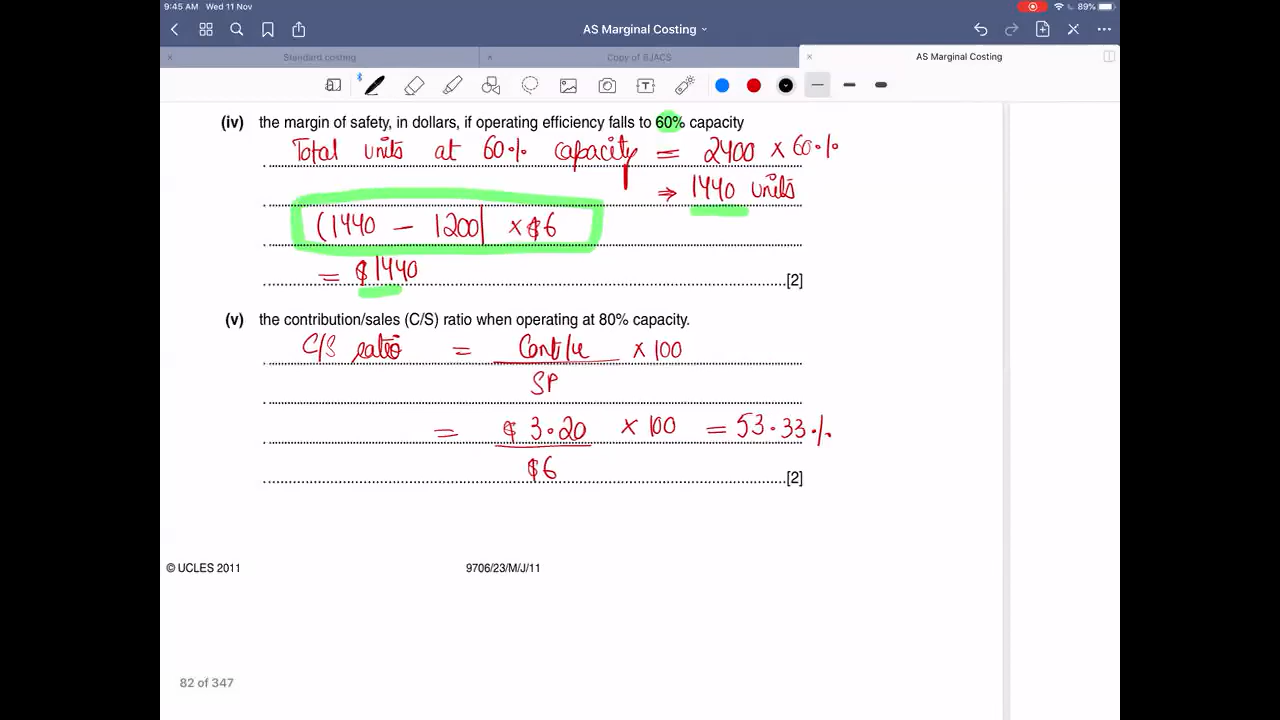 9:45 AM Wed 11 Nov
89%
AS Marginal Costing
Standard costing
Copy of BJACS
AS Marginal Costing
(iv) the margin of safety, in dollars, if operating efficiency falls to 60% capacity
Total units at 60% capacity = 2400 × 60%
⇒ 1440 units
(1440 – 1200) × $6
= $1440
[2]
(v) the contribution/sales (C/S) ratio when operating at 80% capacity.
C/S ratio = Cont/u × 100
SP
= $3.20 × 100 = 53.33%
$6
[2]
© UCLES 2011
9706/23/M/J/11
82 of 347